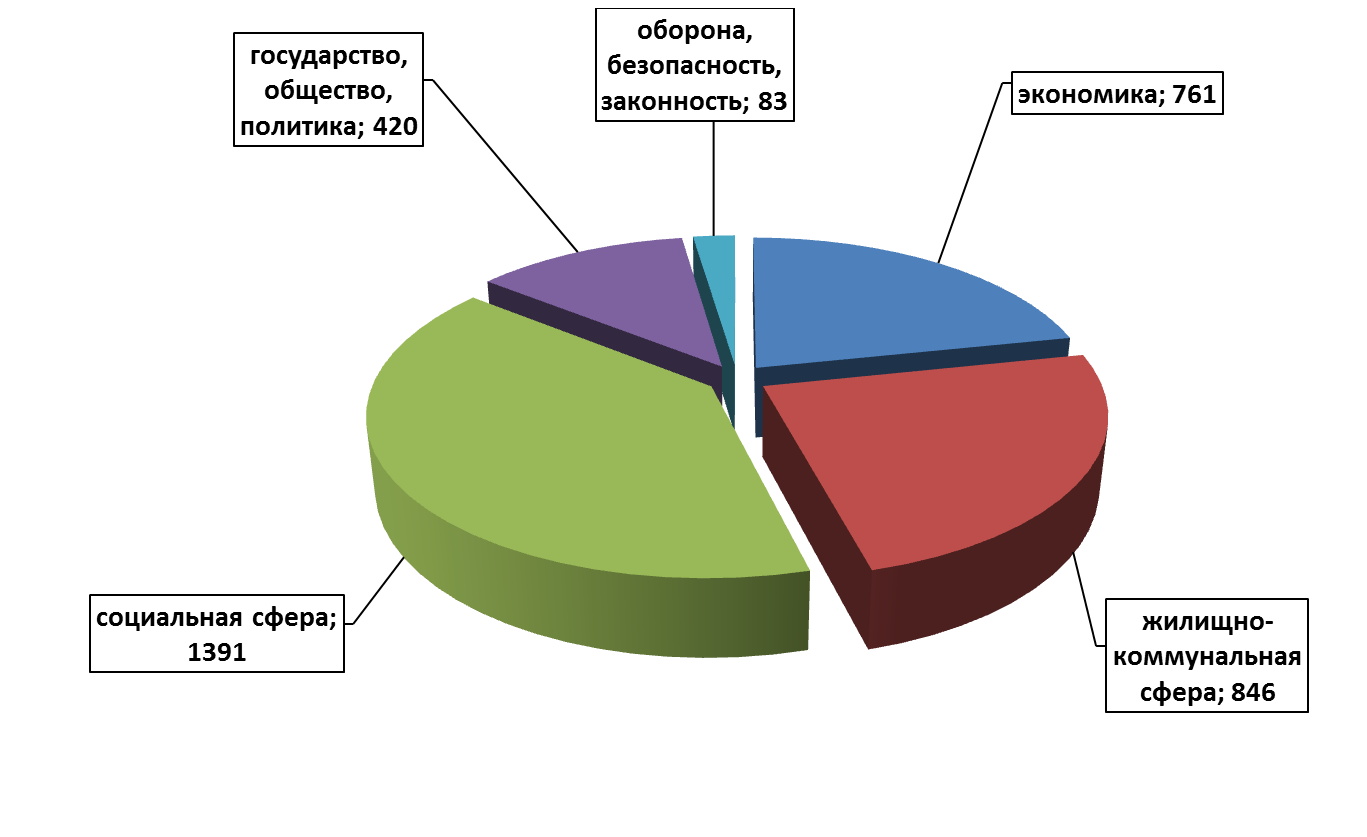 государство,
общество,
политика; 420
оборона,
безопасность,
законность; 83
экономика; 761
социальная сфера;
1391
жилищно-
коммунальная
сфера; 846